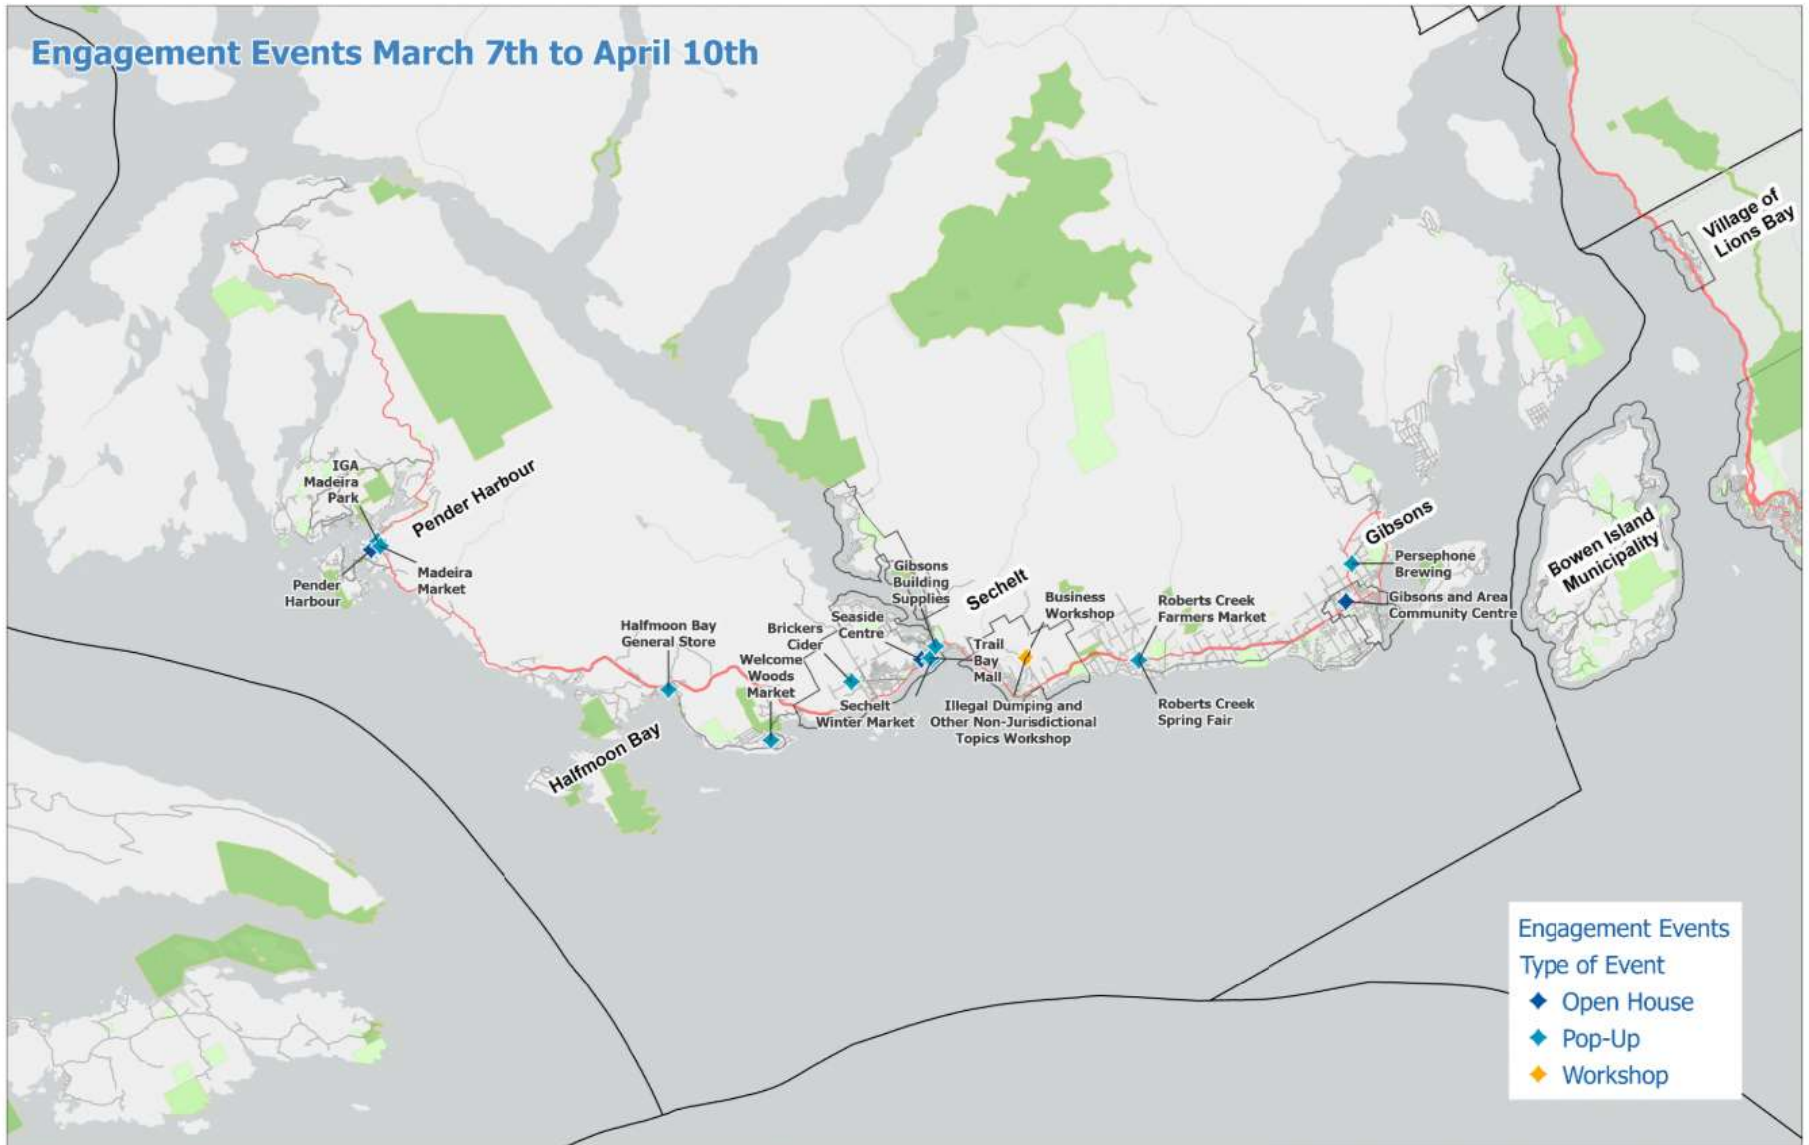 Engagement Events March 7th to April 10th
Village of
Lions Bay
IGA
Madeira
Park
Pender Harbour
Pender
Harbour
Madeira
Market
Halfmoon Bay
General Store
Welcome
Woods
Market
Halfmoon Bay
Brickers
Cider
Seaside
Centre
Gibsons
Building
Supplies
Sechelt
Sechelt
Winter Market
Trail
Bay
Mall
Business
Workshop
Illegal Dumping and
Other Non-Jurisdictional
Topics Workshop
Roberts Creek
Farmers Market
Roberts Creek
Spring Fair
Gibsons
Persephone
Brewing
Gibsons and Area
Community Centre
Bowen Island
Municipality
Engagement Events
Type of Event
Open House
Pop-Up
Workshop